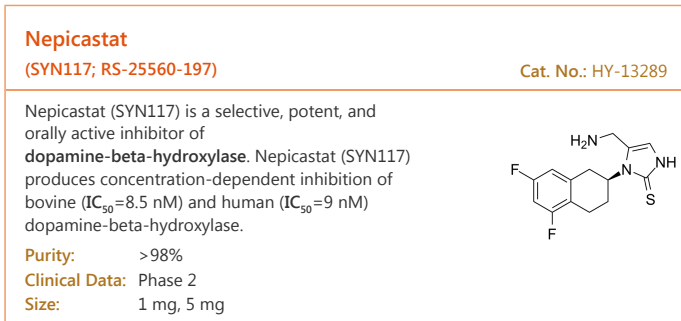 Nepicastat
(SYN117; RS-25560-197)
Cat. No.: HY-13289
Nepicastat (SYN117) is a selective, potent, and
orally active inhibitor of
dopamine-beta-hydroxylase. Nepicastat (SYN117)
produces concentration-dependent inhibition of
bovine (IC50=8.5 nM) and human (IC50=9 nM)
dopamine-beta-hydroxylase.
H2N
N
NH
S
F
F
Purity: >98%
Clinical Data: Phase 2
Size: 1 mg, 5 mg